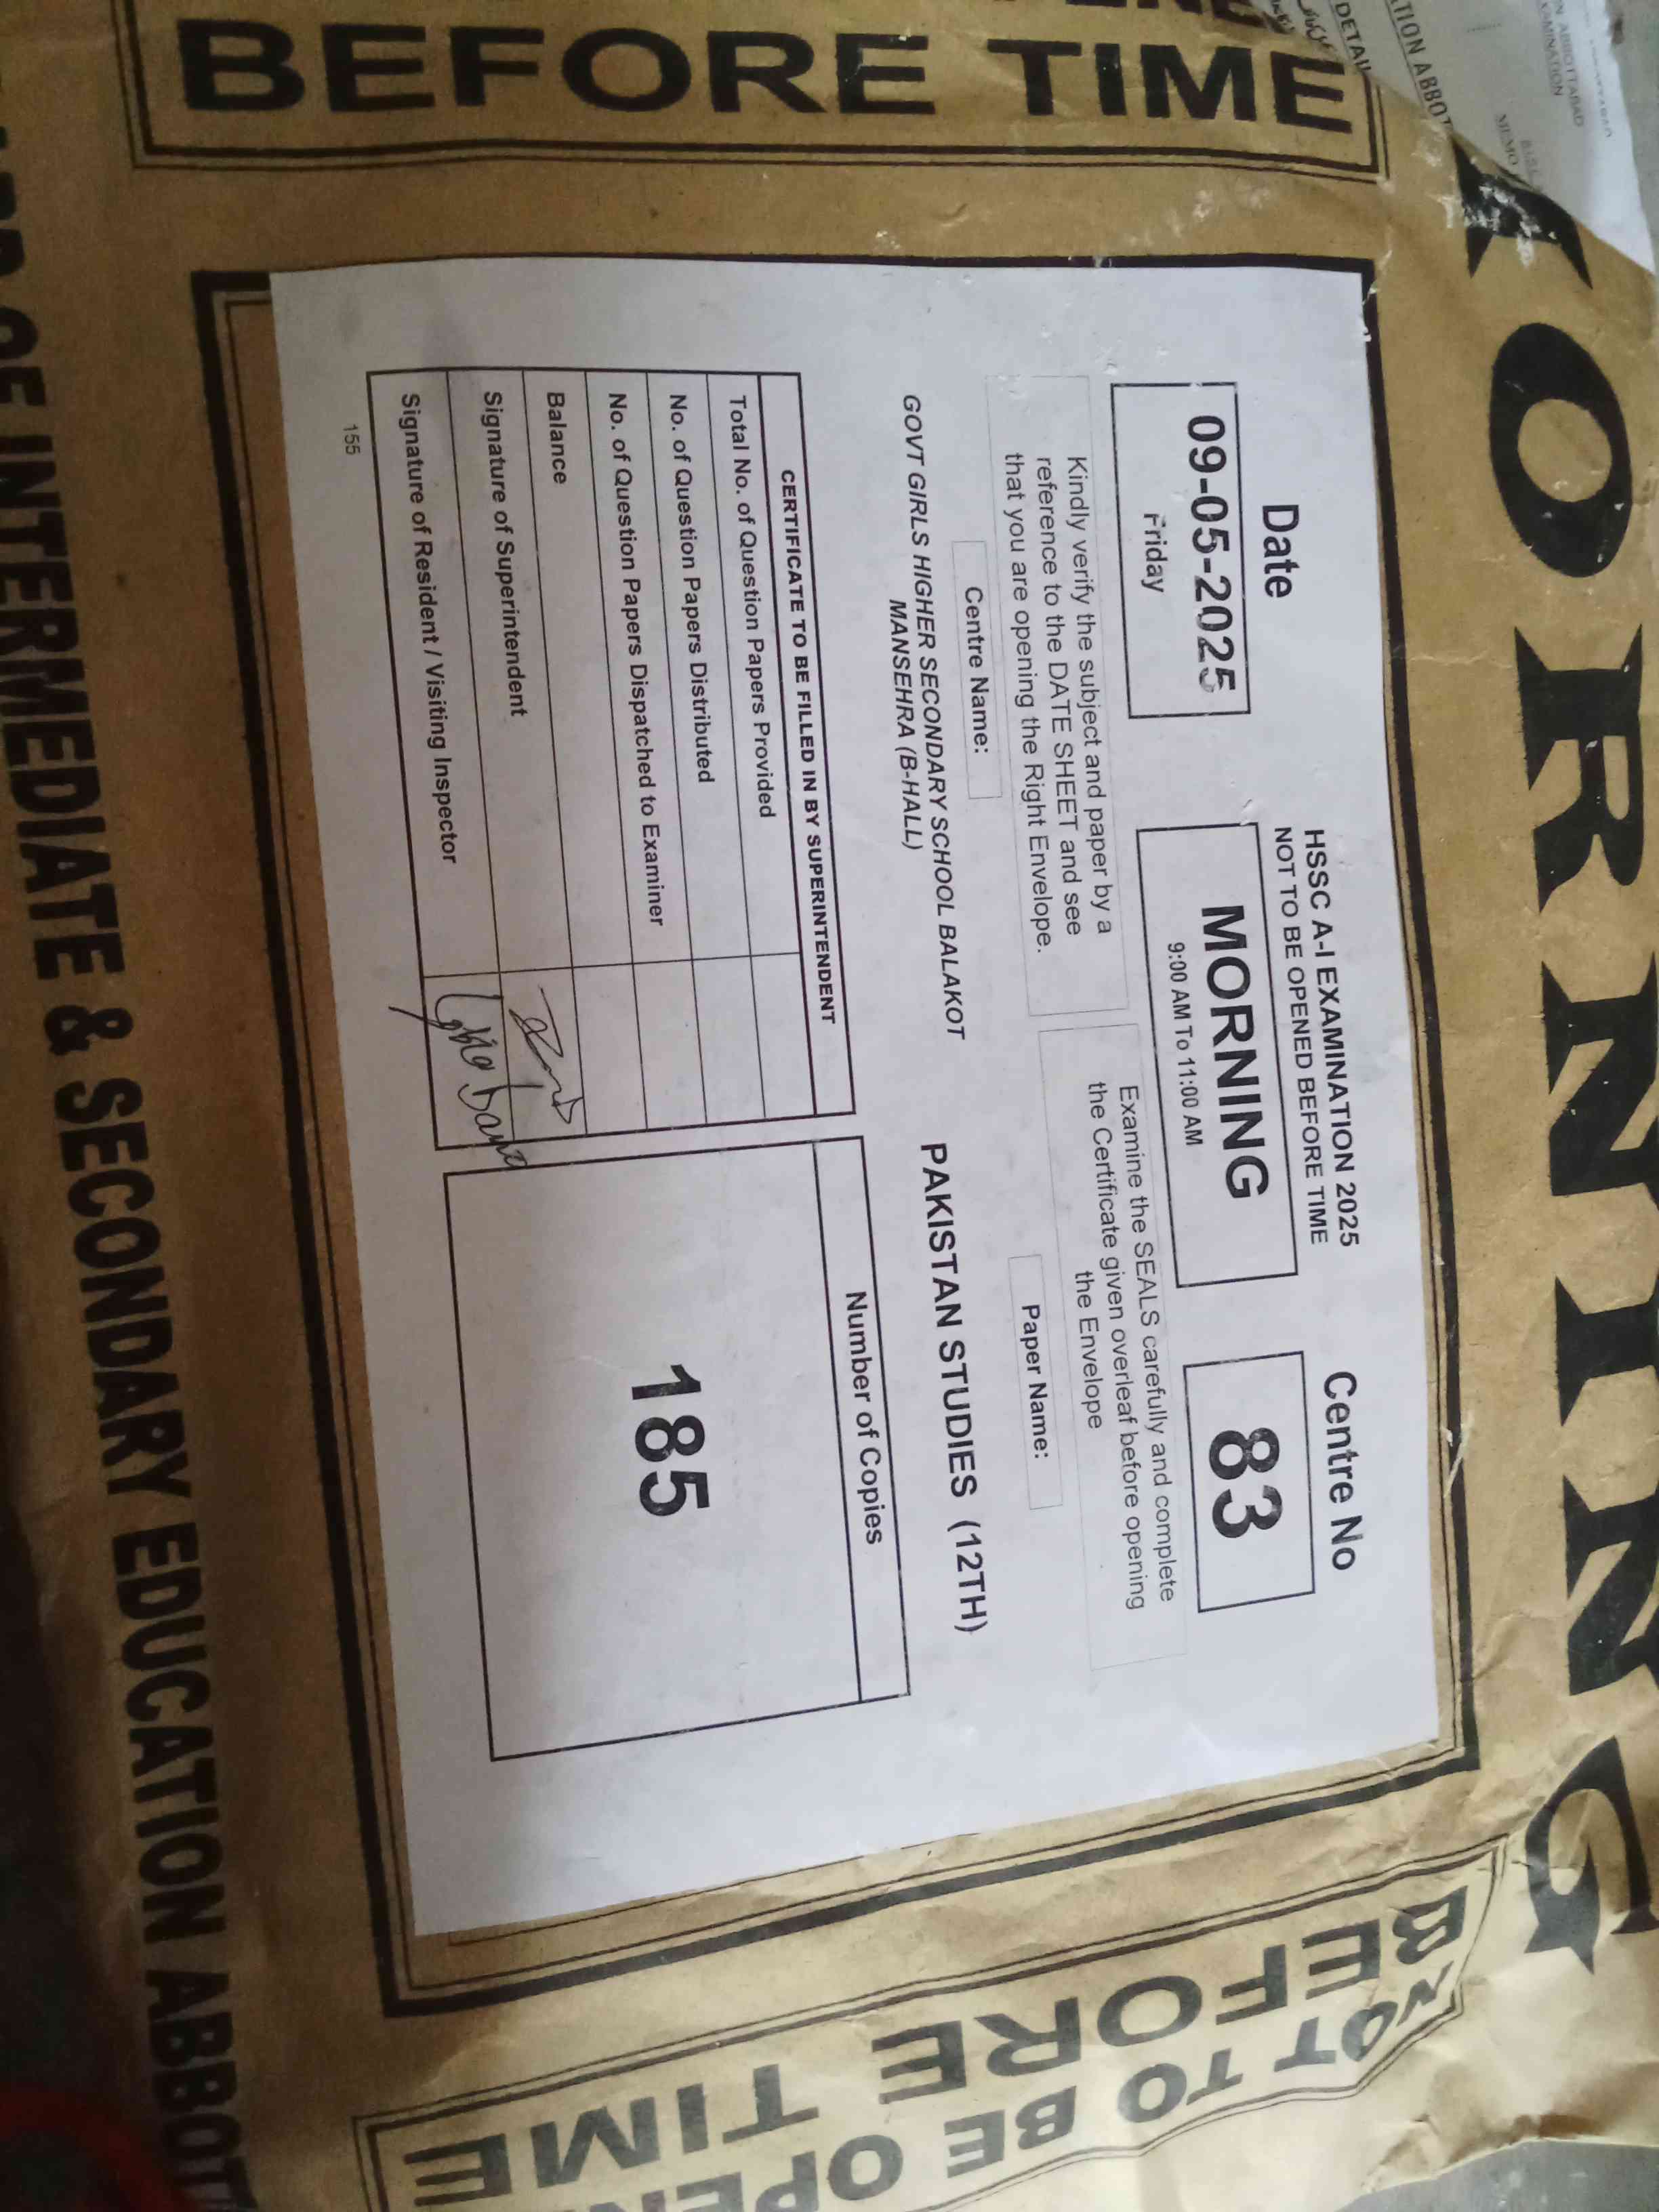 MORNING
BEFORE TIME
HSSC A-I EXAMINATION 2025
NOT TO BE OPENED BEFORE TIME
Date
09-05-2025
Friday
MORNING
9:00 AM To 11:00 AM
Centre No
83
Kindly verify the subject and paper by a
reference to the DATE SHEET and see
that you are opening the Right Envelope.
Examine the SEALS carefully and complete
the Certificate given overleaf before opening
the Envelope
Centre Name:
GOVT GIRLS HIGHER SECONDARY SCHOOL BALAKOT
MANSEHRA (B-HALL)
Paper Name:
PAKISTAN STUDIES (12TH)
CERTIFICATE TO BE FILLED IN BY SUPERINTENDENT
Total No. of Question Papers Provided
No. of Question Papers Distributed
No. of Question Papers Dispatched to Examiner
Balance
Signature of Superintendent
Signature of Resident / Visiting Inspector
Number of Copies
185
155
NOT TO BE OPEN
BEFORE TIME
OF INTERMEDIATE & SECONDARY EDUCATION ABBOT